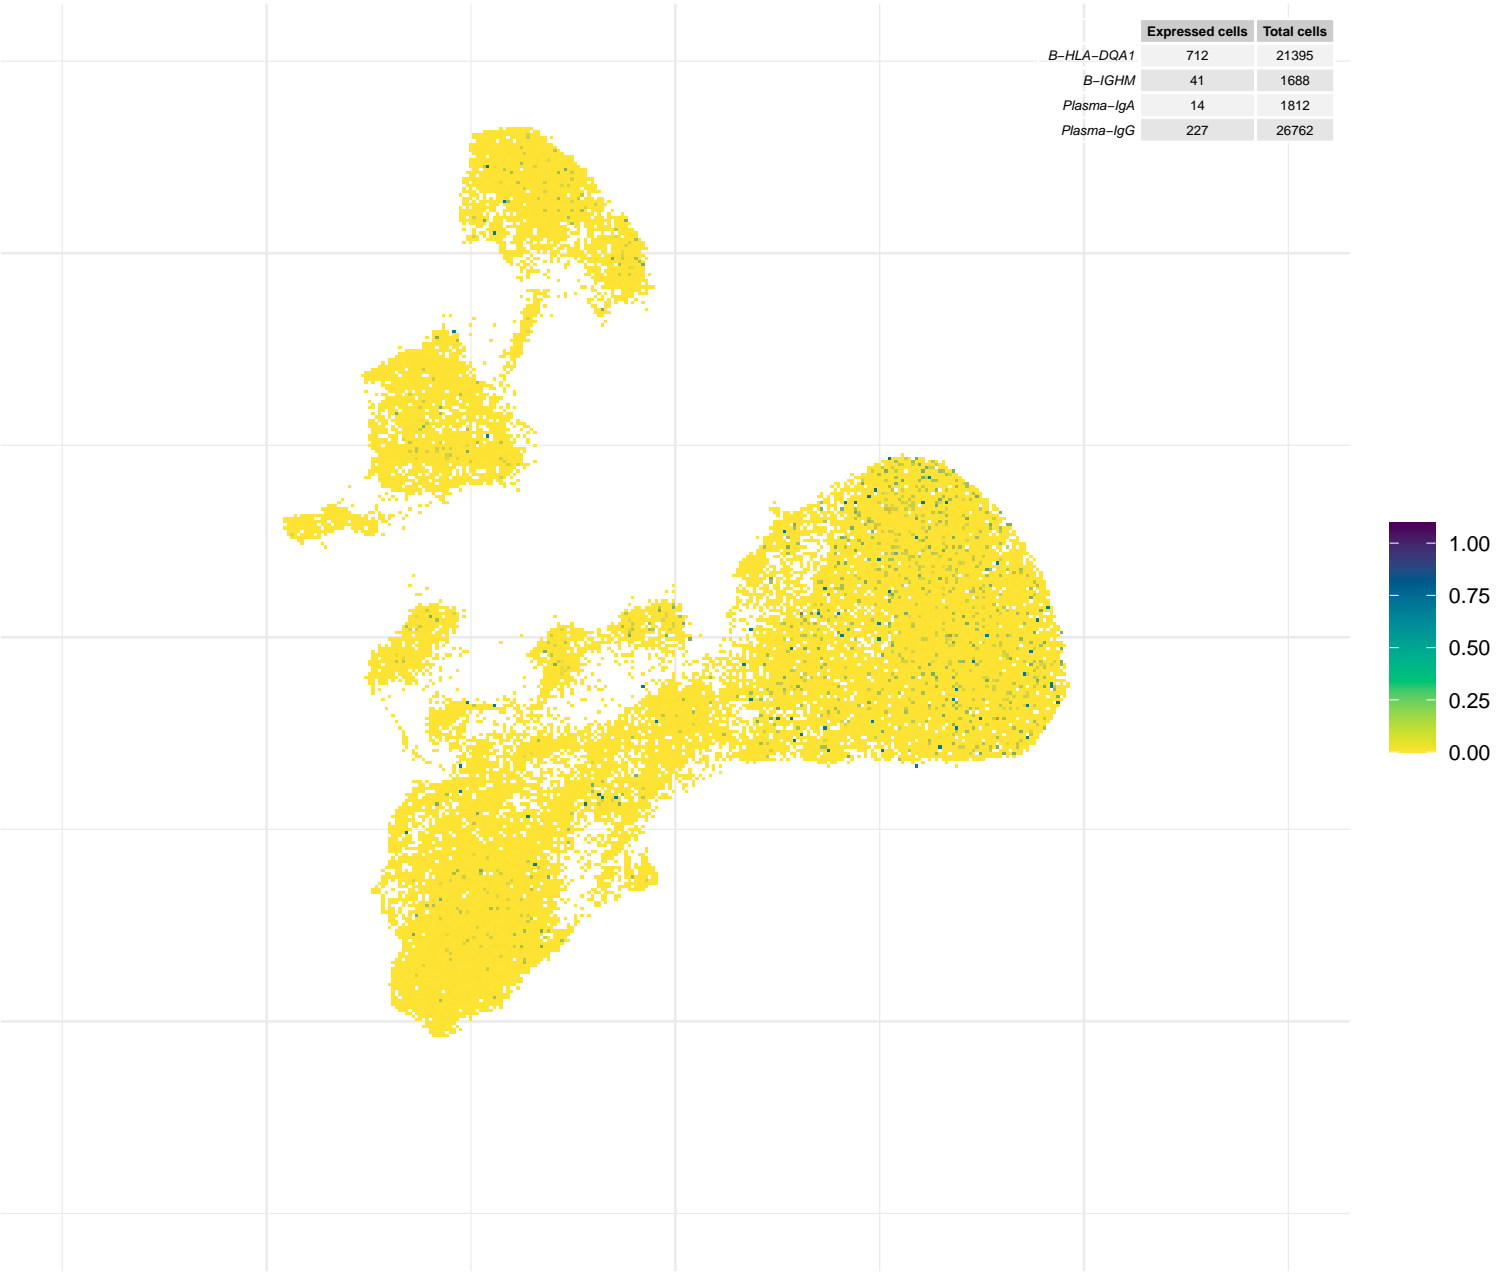 Expressed cells Total cells
B−HLA−DQA1 712 21395
B−IGHM 41 1688
Plasma−IgA 14 1812
Plasma−IgG 227 26762
1.00
0.75
0.50
0.25
0.00